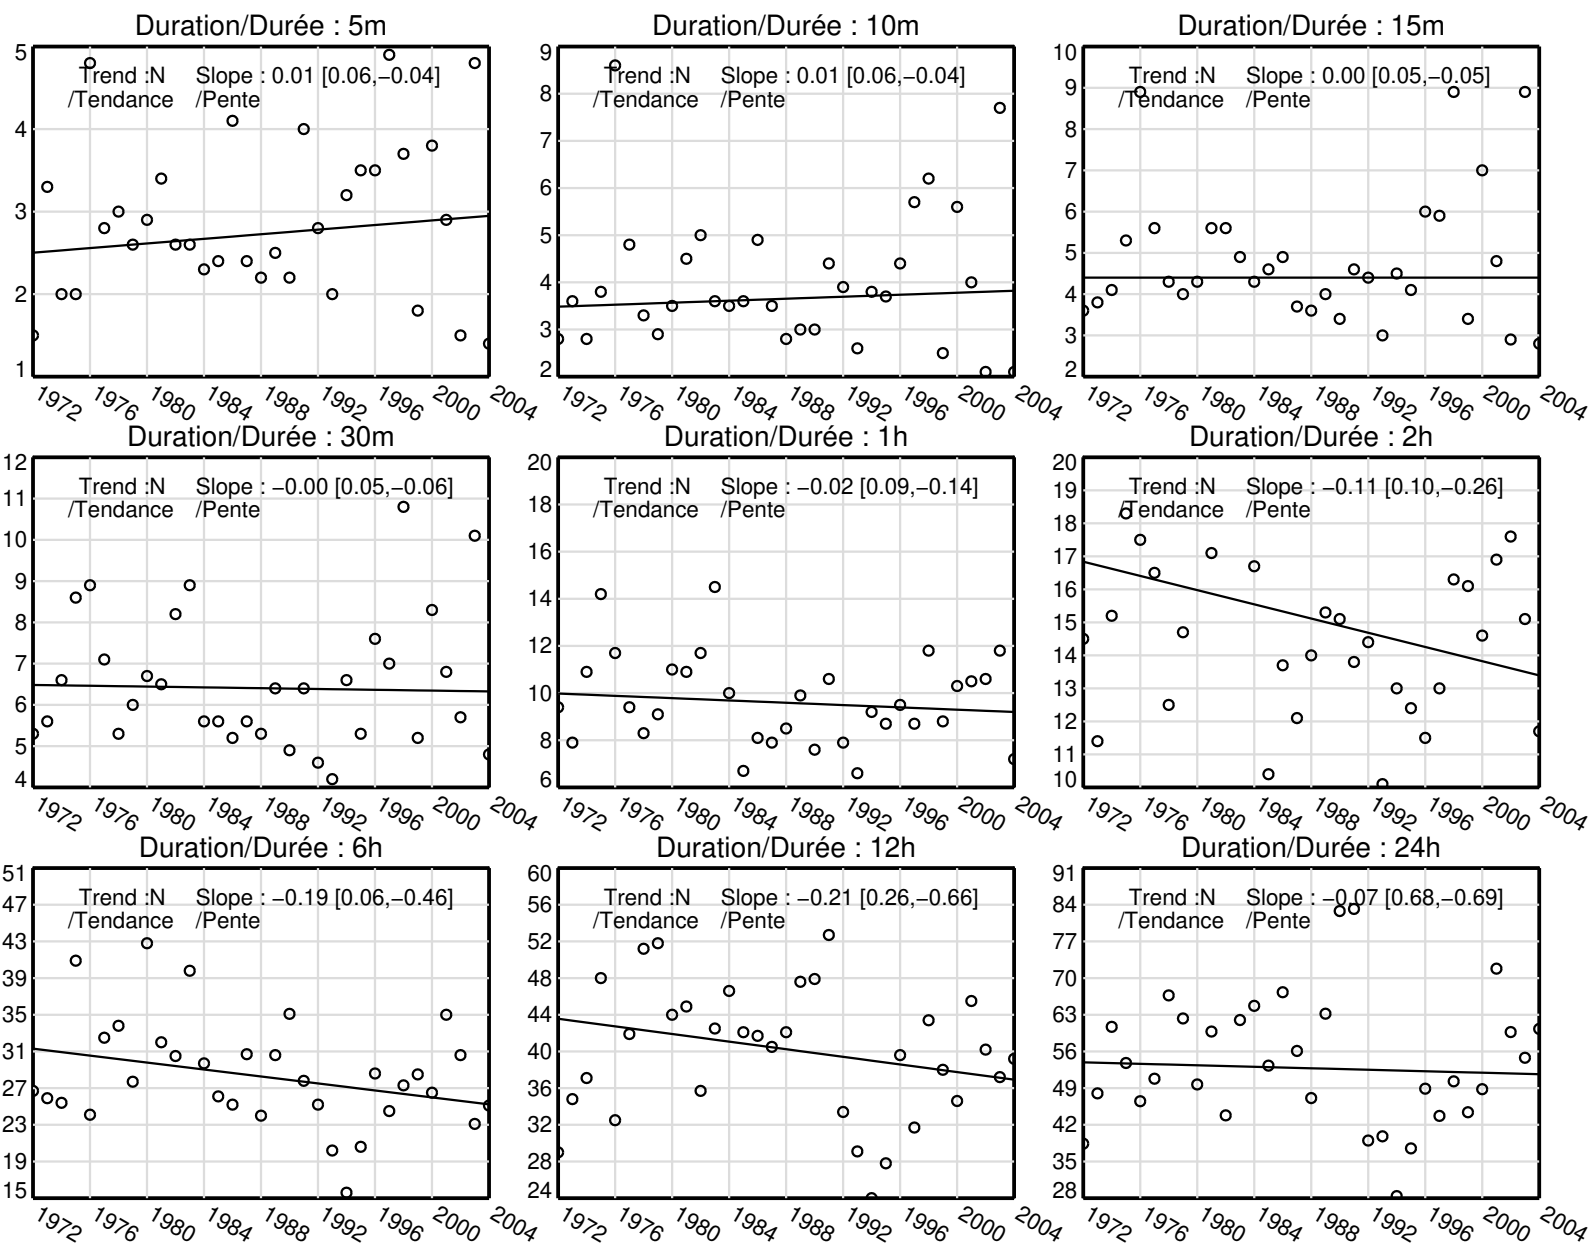 Duration/Durée : 5m
Trend :N Slope : 0.01 [0.06,−0.04]
/Tendance /Pente
5
4
3
2
1
1972 1976 1980 1984 1988 1992 1996 2000 2004
Duration/Durée : 10m
Trend :N Slope : 0.01 [0.06,−0.04]
/Tendance /Pente
9
8
7
6
5
4
3
2
1972 1976 1980 1984 1988 1992 1996 2000 2004
Duration/Durée : 15m
Trend :N Slope : 0.00 [0.05,−0.05]
/Tendance /Pente
10
9
8
7
6
5
4
3
2
1972 1976 1980 1984 1988 1992 1996 2000 2004
Duration/Durée : 30m
Trend :N Slope : −0.00 [0.05,−0.06]
/Tendance /Pente
12
11
10
9
8
7
6
5
4
1972 1976 1980 1984 1988 1992 1996 2000 2004
Duration/Durée : 1h
Trend :N Slope : −0.02 [0.09,−0.14]
/Tendance /Pente
20
18
16
14
12
10
8
6
1972 1976 1980 1984 1988 1992 1996 2000 2004
Duration/Durée : 2h
Trend :N Slope : −0.11 [0.10,−0.26]
/Tendance /Pente
20
19
18
17
16
15
14
13
12
11
10
1972 1976 1980 1984 1988 1992 1996 2000 2004
Duration/Durée : 6h
Trend :N Slope : −0.19 [0.06,−0.46]
/Tendance /Pente
51
47
43
39
35
31
27
23
19
15
1972 1976 1980 1984 1988 1992 1996 2000 2004
Duration/Durée : 12h
Trend :N Slope : −0.21 [0.26,−0.66]
/Tendance /Pente
60
56
52
48
44
40
36
32
28
24
1972 1976 1980 1984 1988 1992 1996 2000 2004
Duration/Durée : 24h
Trend :N Slope : −0.07 [0.68,−0.69]
/Tendance /Pente
91
84
77
70
63
56
49
42
35
28
1972 1976 1980 1984 1988 1992 1996 2000 2004